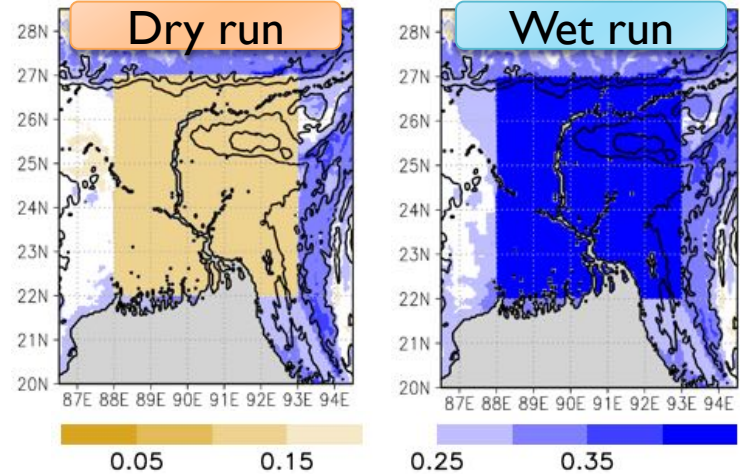 Dry run
28N
27N
26N
25N
24N
23N
22N
21N
20N
87E 88E 89E 90E 91E 92E 93E 94E
0.05 0.15
Wet run
28N
27N
26N
25N
24N
23N
22N
21N
20N
87E 88E 89E 90E 91E 92E 93E 94E
0.25 0.35